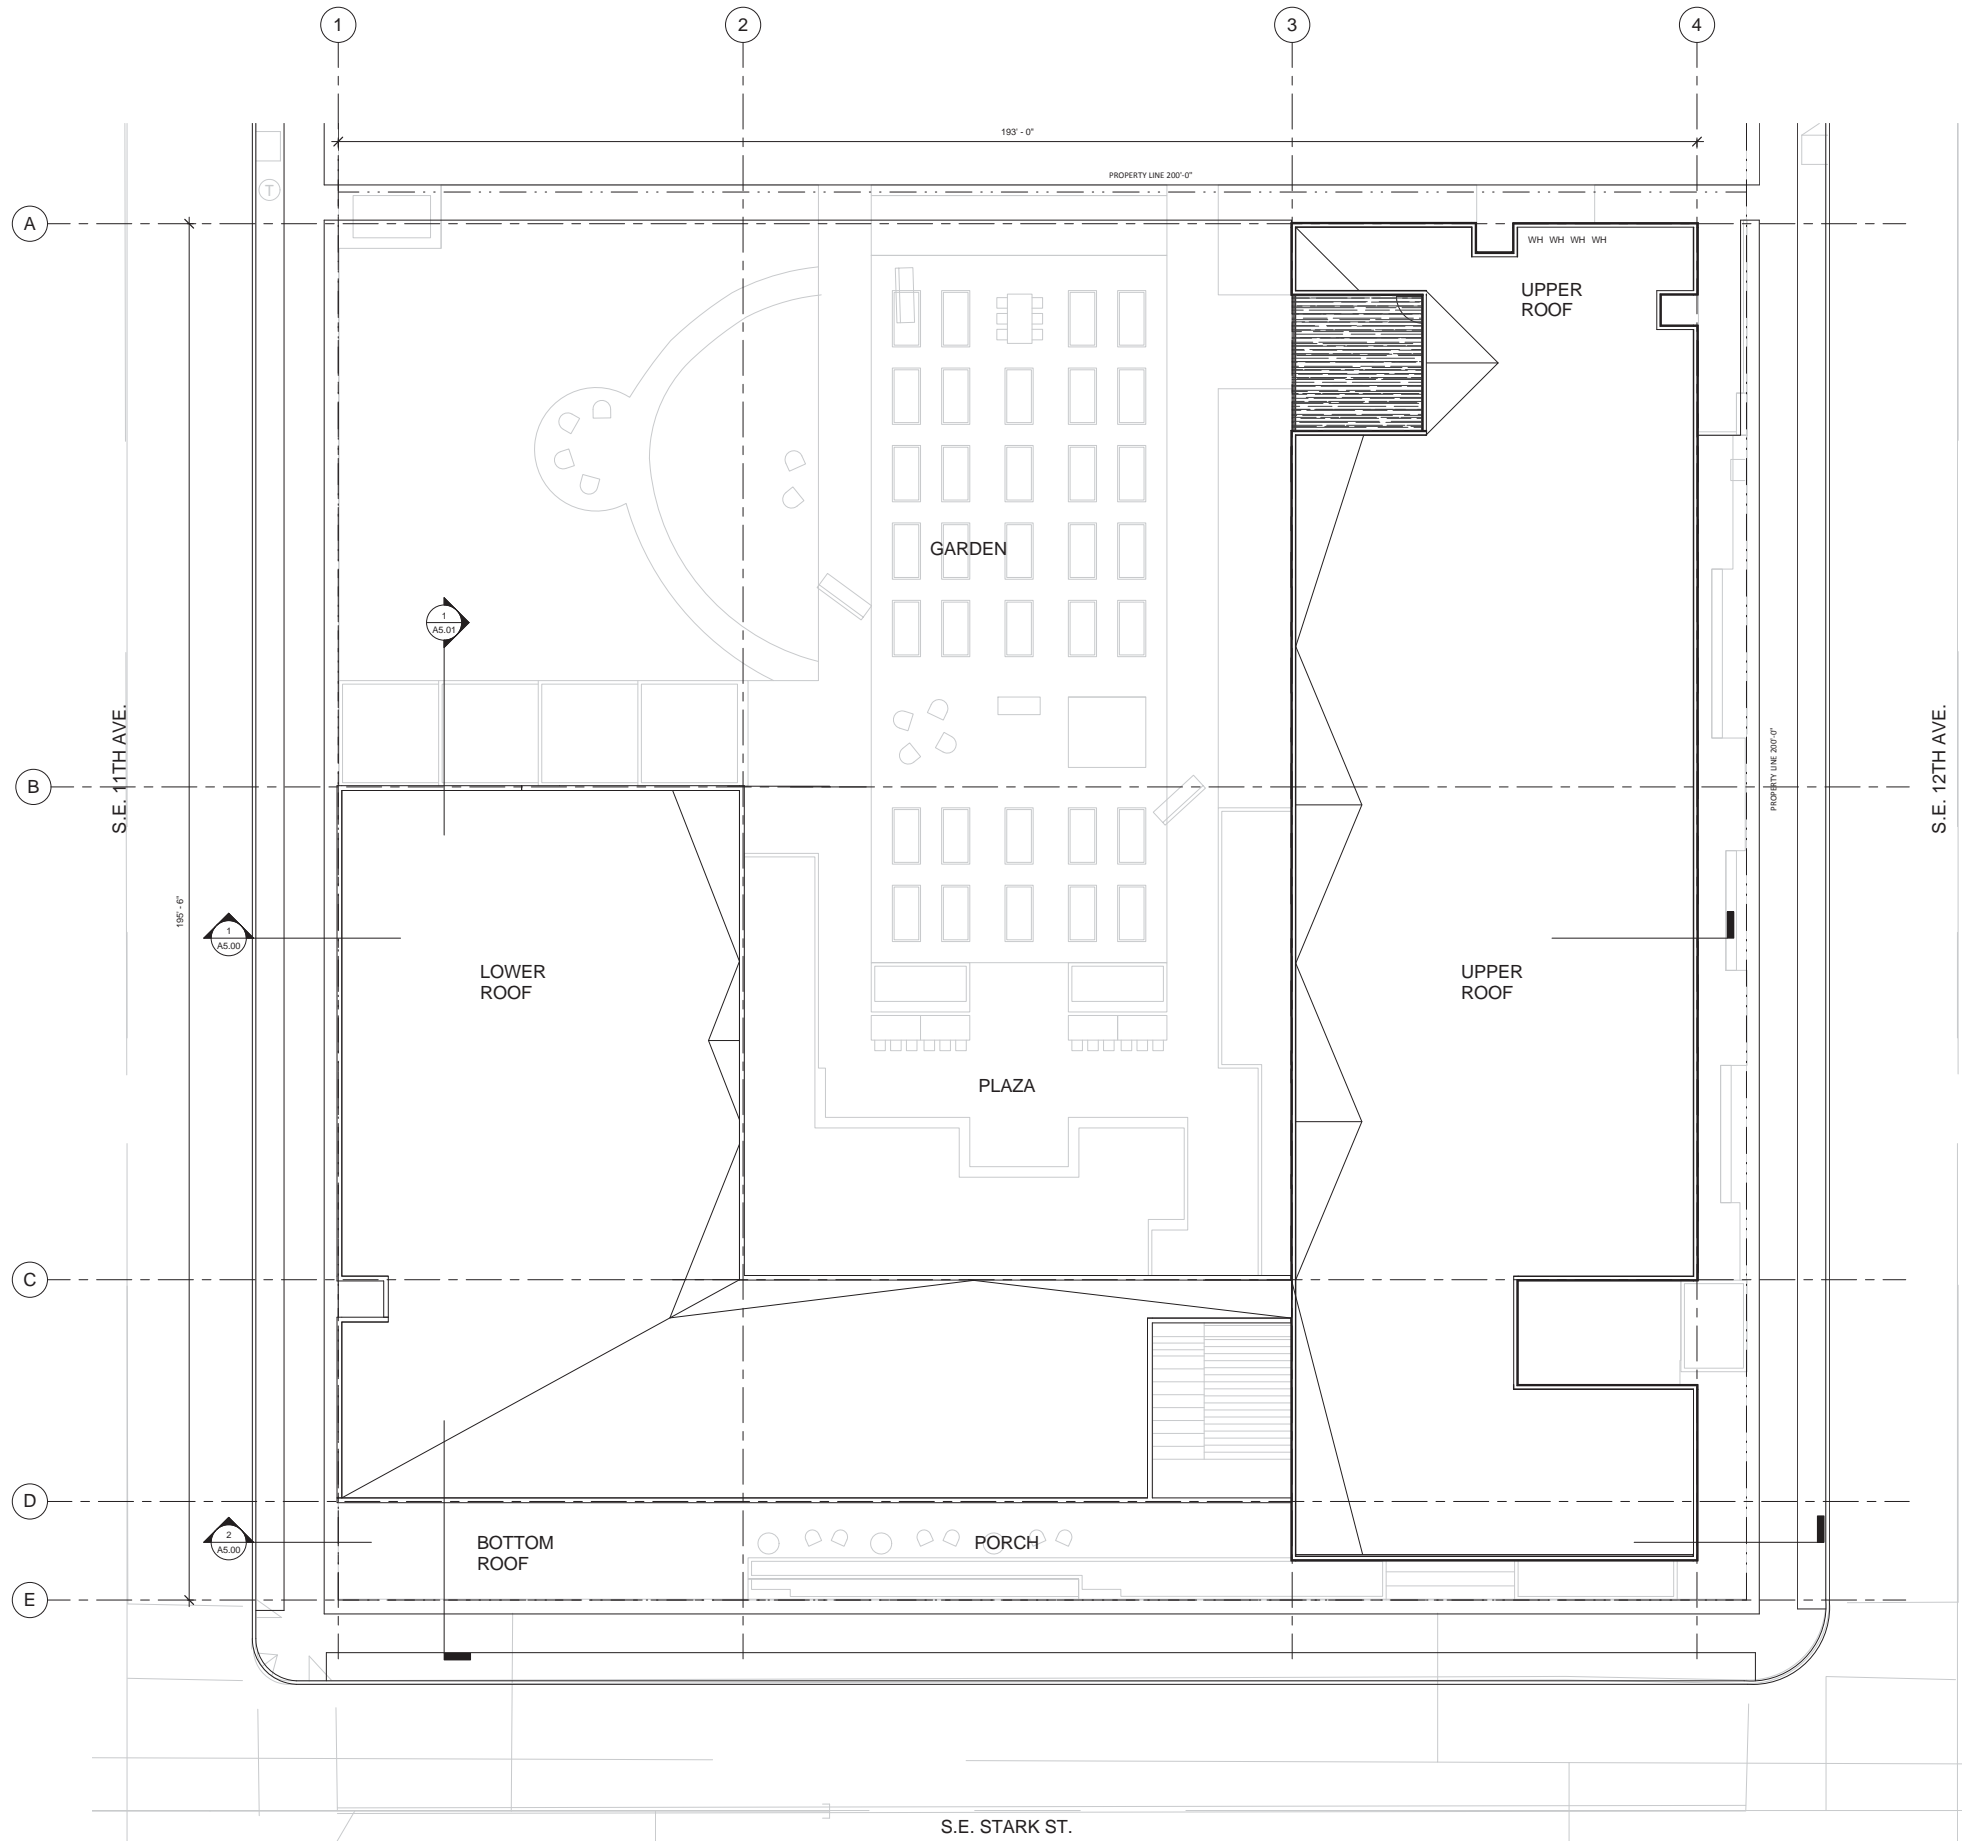 1
2
3
4
193' - 0"
PROPERTY LINE 200'-0"
T
A
WH WH WH WH
UPPER
ROOF
GARDEN
1
A5.01
S.E. 11TH AVE.
S.E. 12TH AVE.
PROPERTY LINE 200'-0"
B
195' - 6"
1
A5.00
LOWER
ROOF
UPPER
ROOF
PLAZA
C
D
2
A5.00
BOTTOM
ROOF
PORCH
E
S.E. STARK ST.